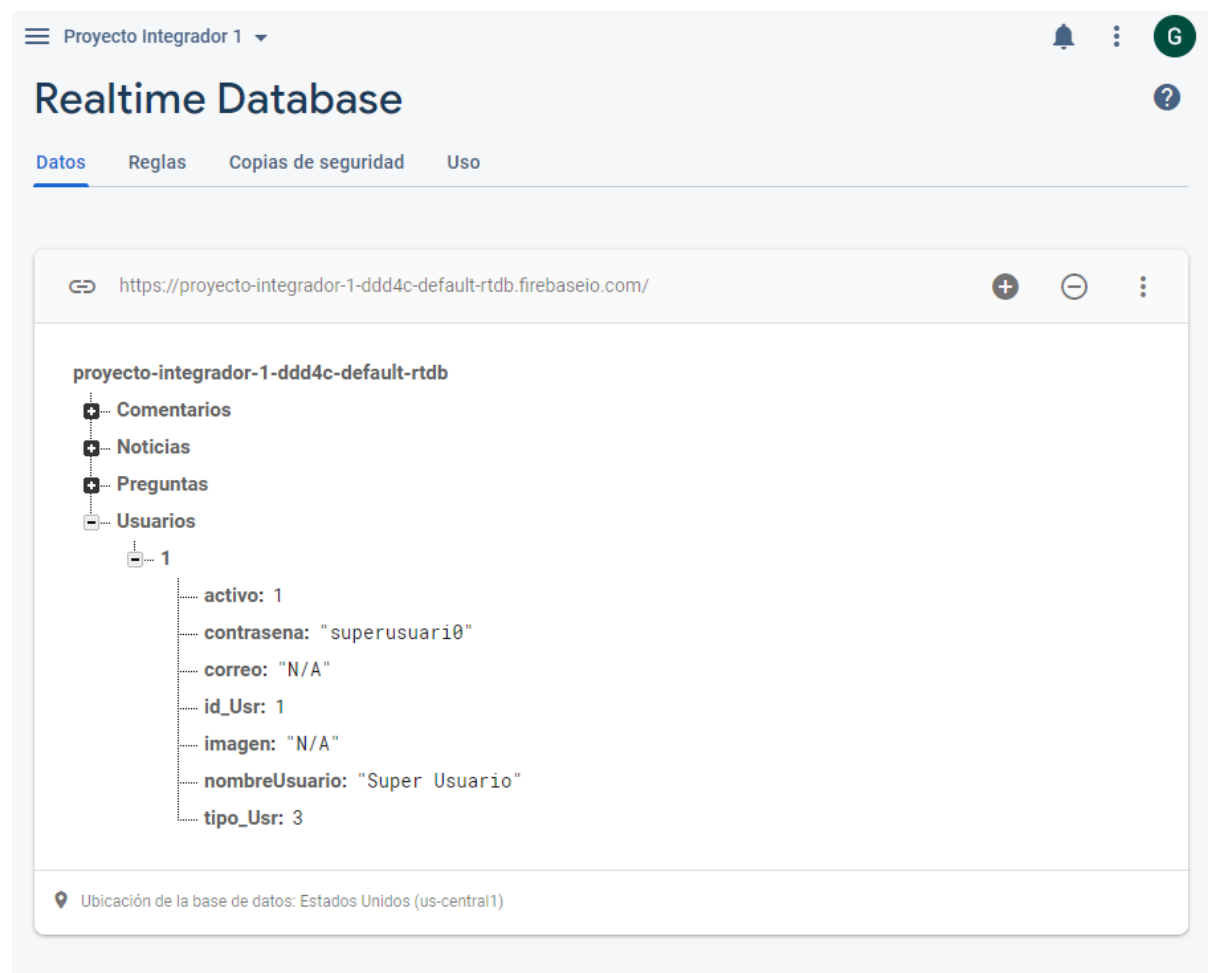 Proyecto Integrador 1
G
Realtime Database
Datos Reglas Copias de seguridad Uso
https://proyecto-integrador-1-ddd4c-default-rtdb.firebaseio.com/
proyecto-integrador-1-ddd4c-default-rtdb
Comentarios
Noticias
Preguntas
Usuarios
1
activo: 1
contrasena: "superusuari0"
correo: "N/A"
id_Usr: 1
imagen: "N/A"
nombreUsuario: "Super Usuario"
tipo_Usr: 3
Ubicación de la base de datos: Estados Unidos (us-central1)